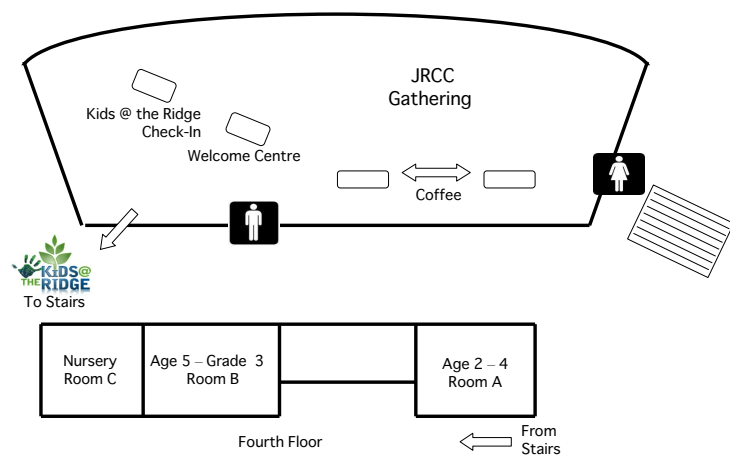 JRCC
Gathering
Kids @ the Ridge
Check-In
Welcome Centre
Coffee
KIDS@
THE RIDGE
To Stairs
Nursery
Room C
Age 5 – Grade 3
Room B
Age 2 – 4
Room A
Fourth Floor
From
Stairs